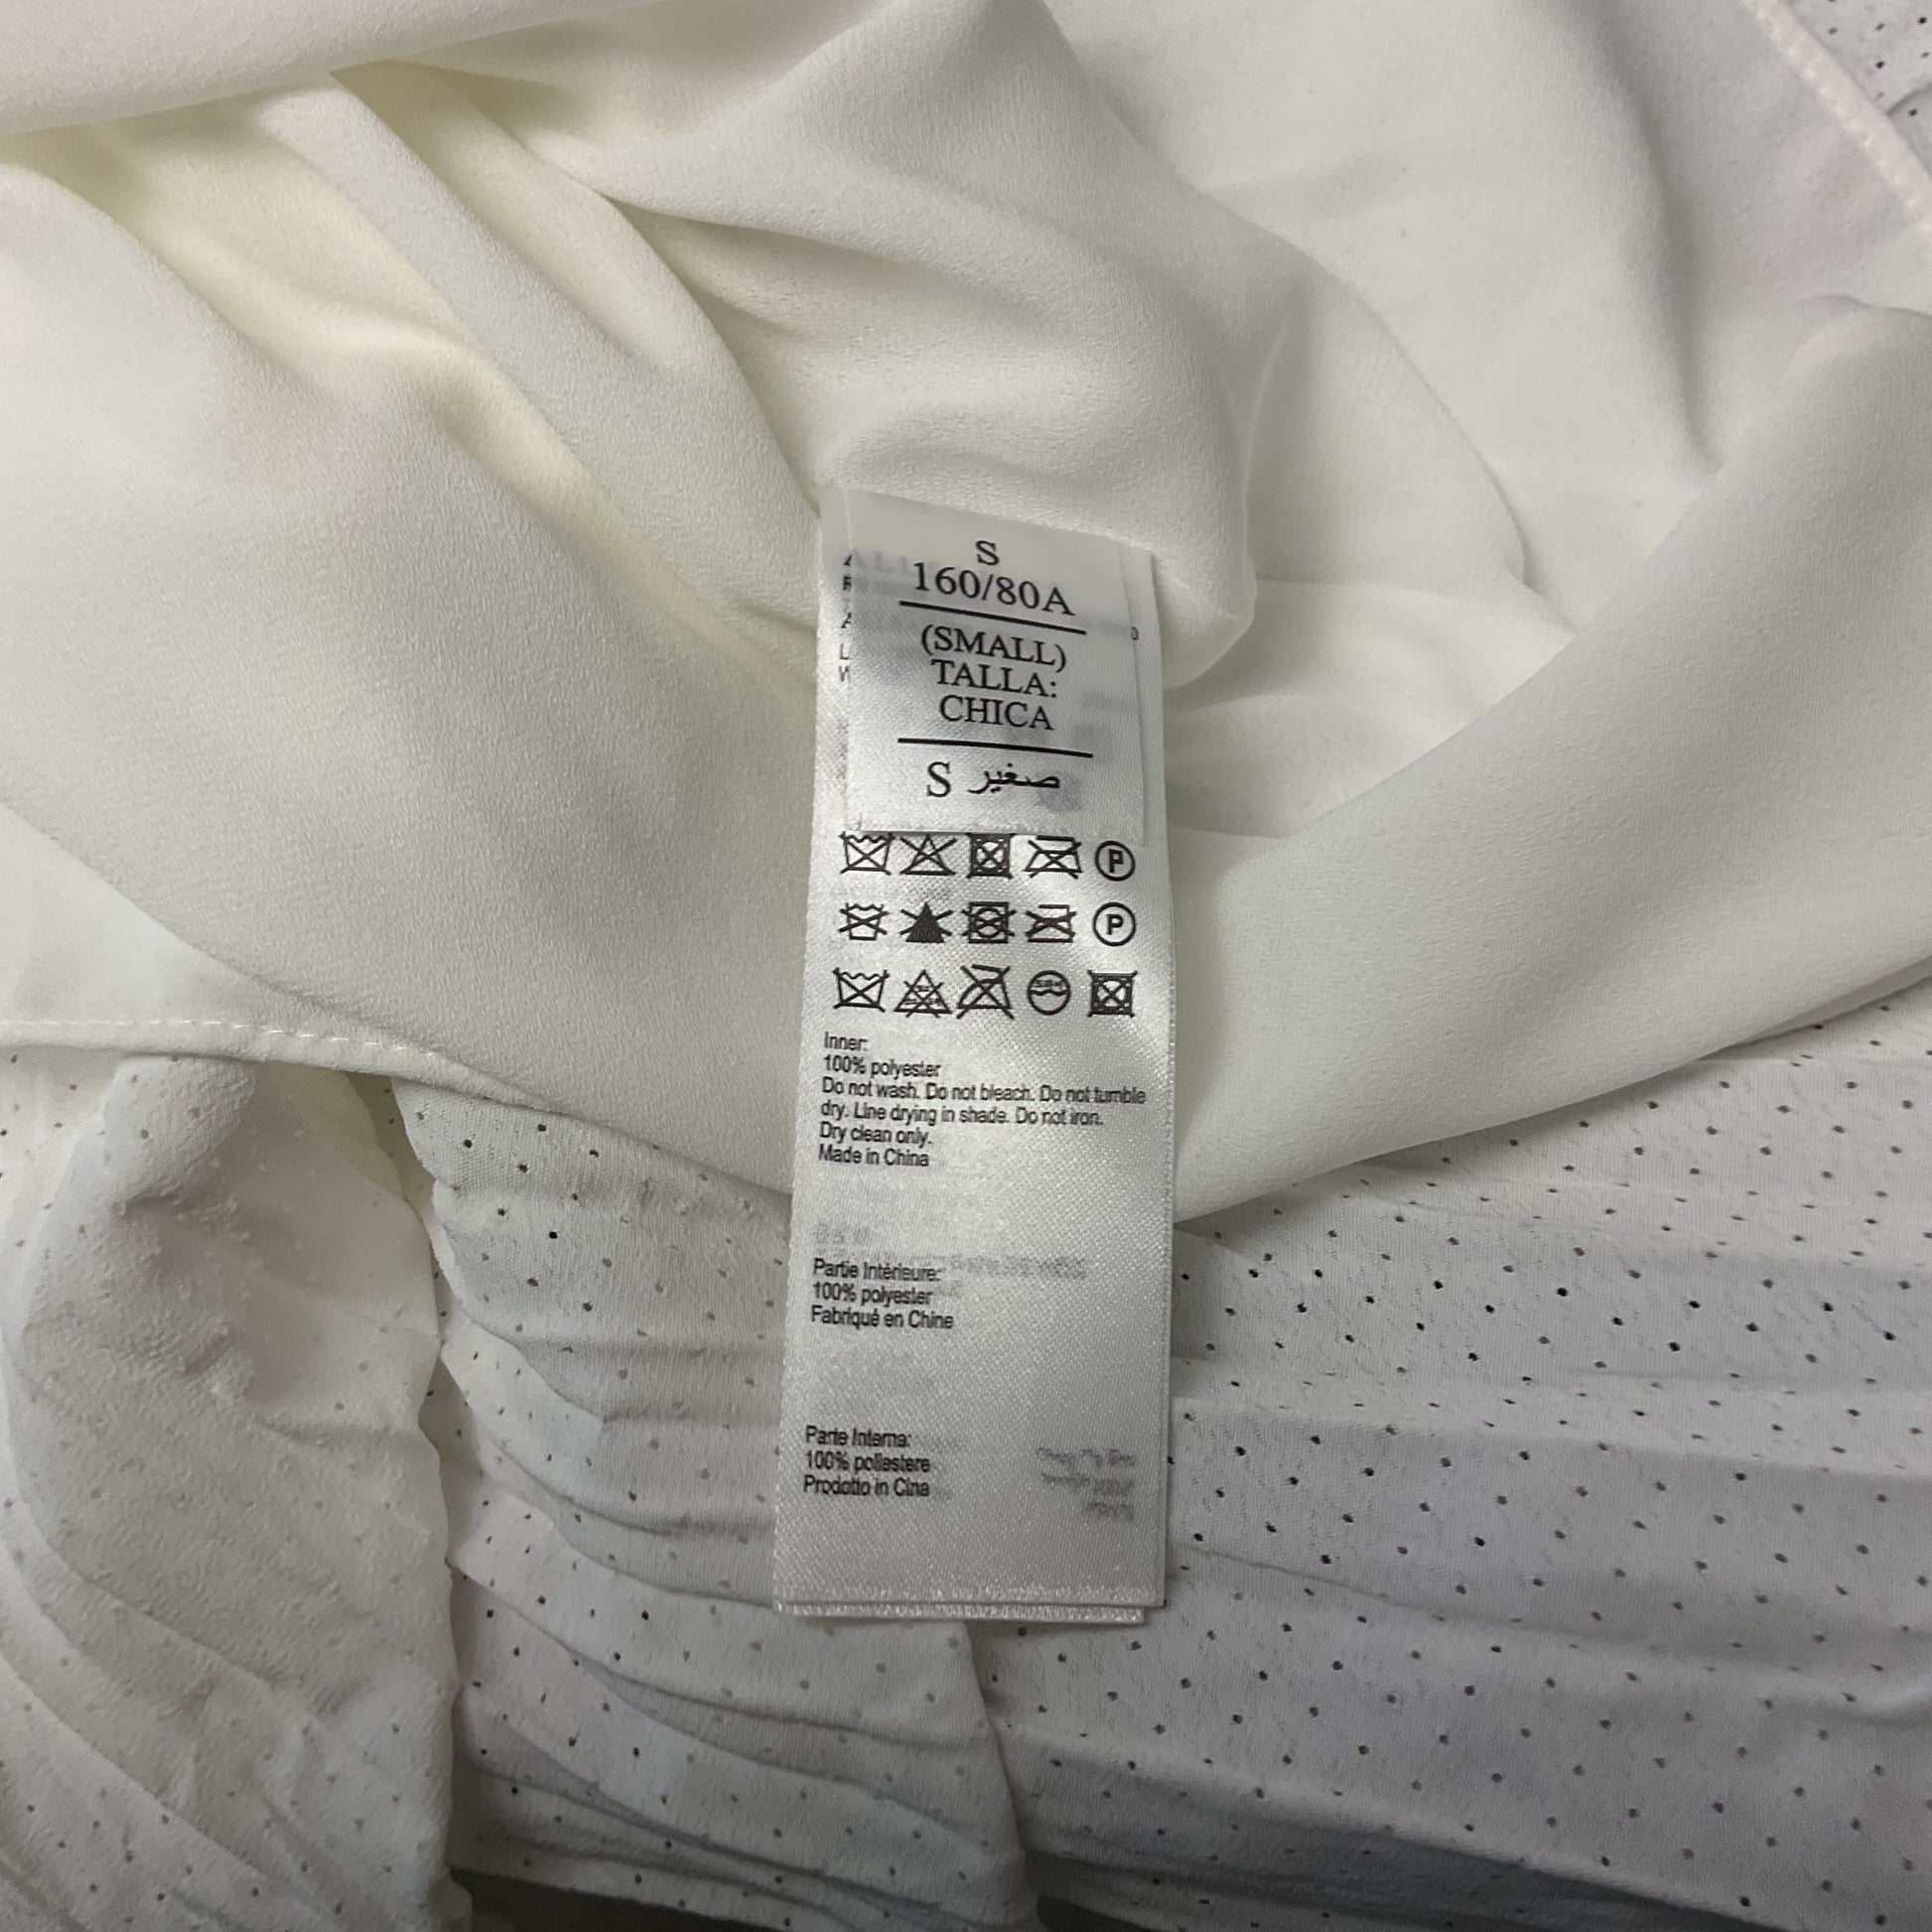 S
160/80A
(SMALL)
TALLA:
CHICA
S صغير
Inner:
100% polyester
Do not wash. Do not bleach. Do not tumble
dry. Line drying in shade. Do not iron.
Dry clean only.
Made in China
Partie Intérieure:
100% polyester
Fabriqué en Chine
Parte Interna:
100% poliestere
Prodotto in Cina